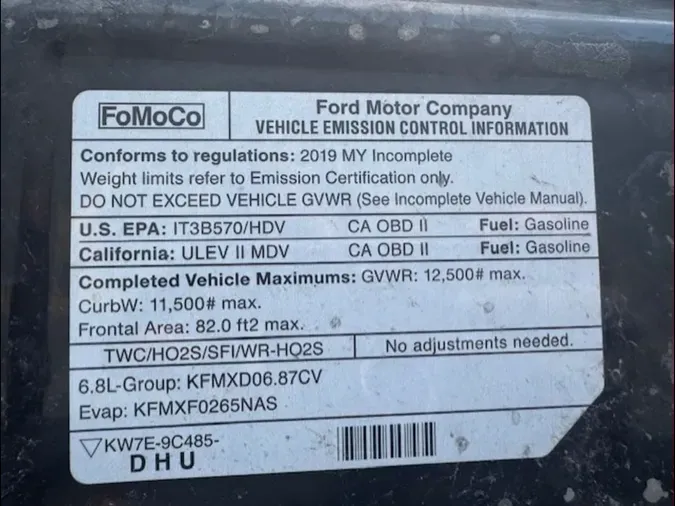 FoMoCo
Ford Motor Company
VEHICLE EMISSION CONTROL INFORMATION
Conforms to regulations: 2019 MY Incomplete
Weight limits refer to Emission Certification only.
DO NOT EXCEED VEHICLE GVWR (See Incomplete Vehicle Manual).
U.S. EPA: IT3B570/HDV CA OBD II Fuel: Gasoline
California: ULEV II MDV CA OBD II Fuel: Gasoline
Completed Vehicle Maximums: GVWR: 12,500# max.
CurbW: 11,500# max.
Frontal Area: 82.0 ft2 max.
TWC/HO2S/SFI/WR-HO2S No adjustments needed.
6.8L-Group: KFMXD06.87CV
Evap: KFMXF0265NAS
KW7E-9C485-
DHU